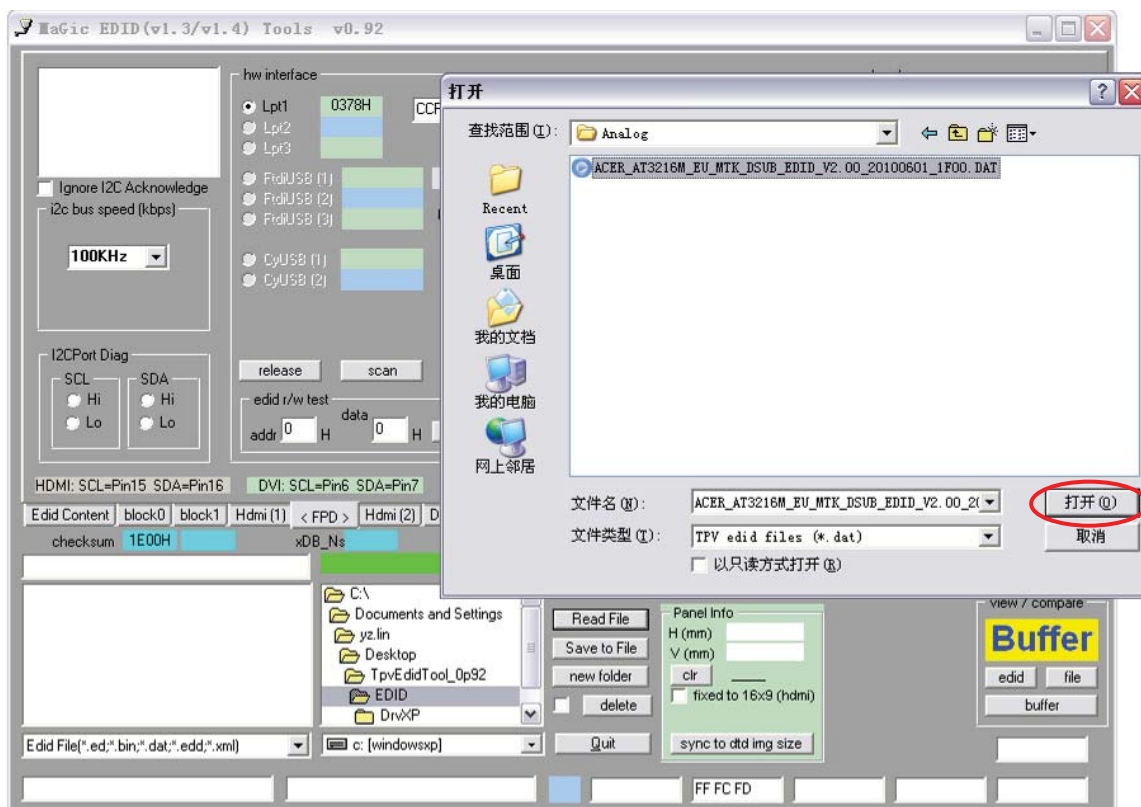 MaGic EDID(v1.3/v1.4) Tools v0.92
hw interface
Lpt1 0378H
Lpt2
Lpt3
FtdiUSB (1)
FtdiUSB (2)
FtdiUSB (3)
CyUSB (1)
CyUSB (2)
Ignore I2C Acknowledge
i2c bus speed (kbps)
100KHz
I2CPort Diag
SCL SDA
Hi Hi
Lo Lo
release scan
edid r/w test
addr 0 H data 0 H
HDMI: SCL=Pin15 SDA=Pin16 DVI: SCL=Pin6 SDA=Pin7
打开
查找范围(I): Analog
ACER_AT3216M_EU_MTK_DSUB_EDID_V2.00_20100601_1F00.DAT
Recent
桌面
我的文档
我的电脑
网上邻居
文件名(N): ACER_AT3216M_EU_MTK_DSUB_EDID_V2.00_2( 打开(O)
文件类型(T): TPV edid files (*.dat) 取消
以只读方式打开(R)
Edid Content block0 block1 Hdmi (1) < FPD > Hdmi (2) D
checksum 1E00H xDB_Ns
C:\
Documents and Settings
yz.lin
Desktop
TpvEdidTool_0p92
EDID
DrvXP
Read File
Save to File
new folder
delete
Quit
Panel Info
H (mm)
V (mm)
clr
fixed to 16x9 (hdmi)
sync to dtd img size
view / compare
Buffer
edid file
buffer
Edid File(*.ed;*.bin;*.dat;*.edd;*.xml) c: [windowsxp]
FF FC FD